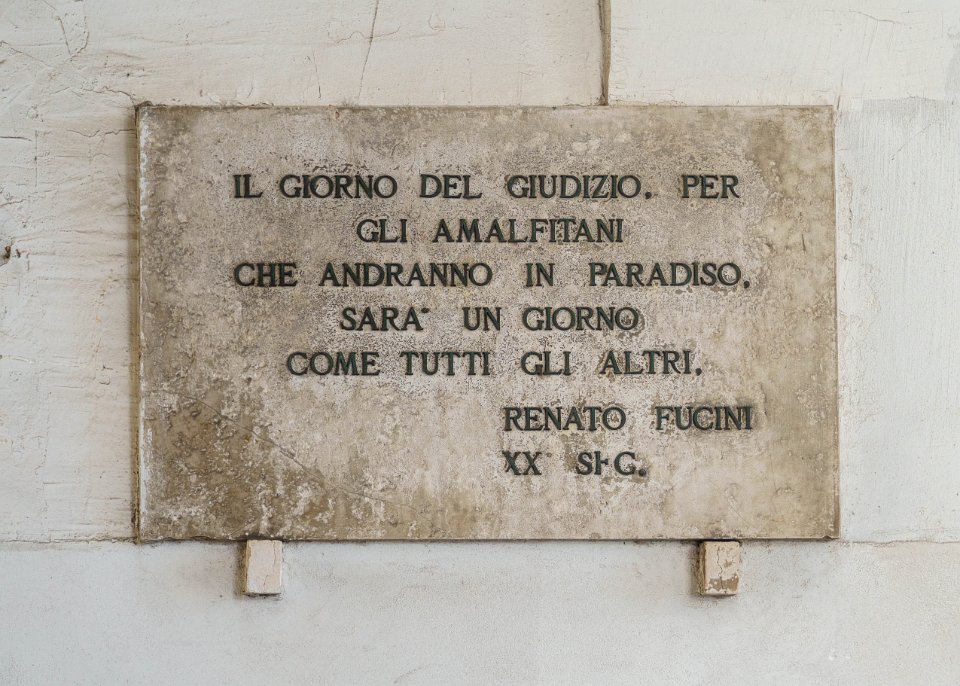 IL GIORNO DEL GIUDIZIO, PER
GLI AMALFITANI
CHE ANDRANNO IN PARADISO,
SARA' UN GIORNO
COME TUTTI GLI ALTRI.
RENATO FUCINI
XX